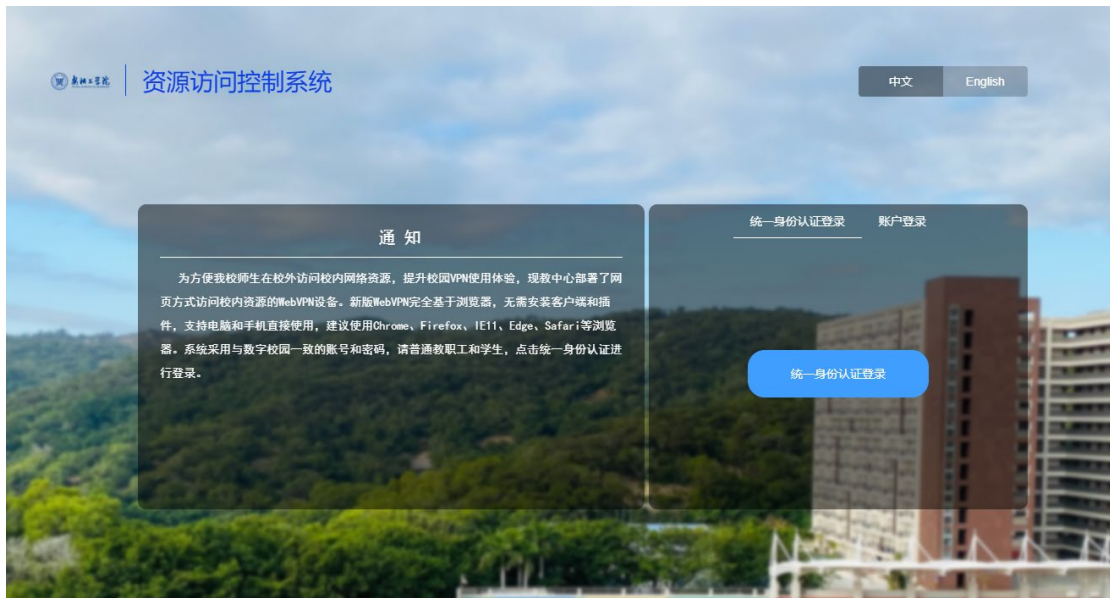 资源访问控制系统
中文 English
通 知
为方便我校师生在校外访问校内网络资源，提升校园VPN使用体验，现教中心部署了网
页方式访问校内资源的WebVPN设备。新版WebVPN完全基于浏览器，无需安装客户端和插
件，支持电脑和手机直接使用，建议使用Chrome、Firefox、IE11、Edge、Safari等浏览
器。系统采用与数字校园一致的账号和密码，请普通教职工和学生，点击统一身份认证进
行登录。
统一身份认证登录 账户登录
统一身份认证登录